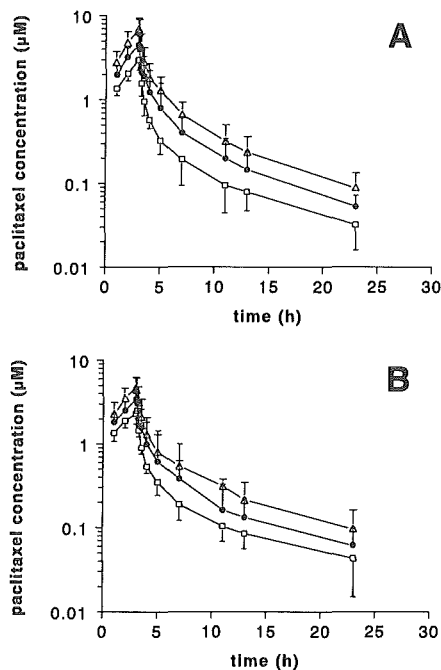 A
paclitaxel concentration (µM)
10
1
0.1
0.01
0 5 10 15 20 25 30
time (h)
B
paclitaxel concentration (µM)
10
1
0.1
0.01
0 5 10 15 20 25 30
time (h)